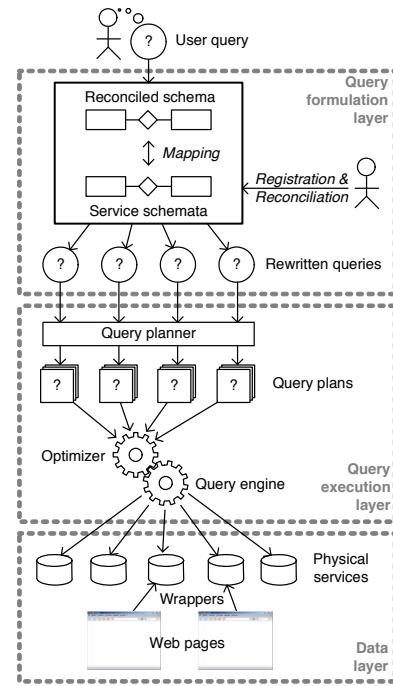 ?
User query
Query
formulation
layer
Reconciled schema
Mapping
Registration &
Reconciliation
Service schemata
? ? ? ?
Rewritten queries
Query planner
? ? ? ?
Query plans
Optimizer
Query engine
Query
execution
layer
Physical
services
Wrappers
Web pages
Data
layer